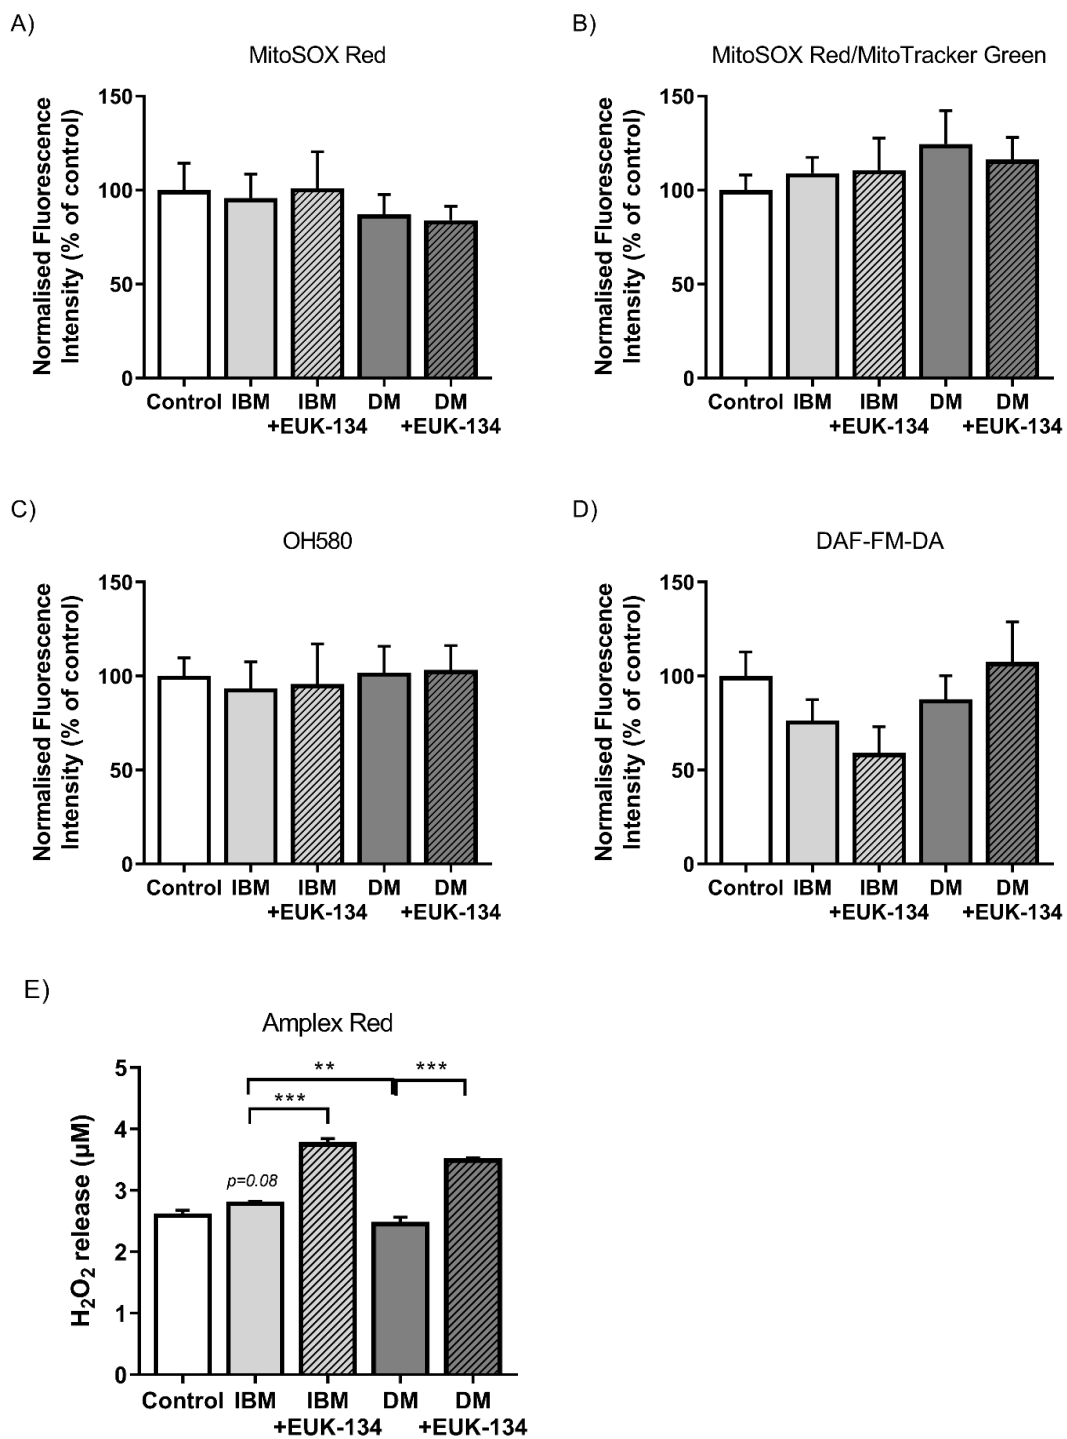 A)
MitoSOX Red
Normalised Fluorescence
Intensity (% of control)
150
100
50
0
Control IBM IBM DM DM
+EUK-134 +EUK-134
B)
MitoSOX Red/MitoTracker Green
Normalised Fluorescence
Intensity (% of control)
150
100
50
0
Control IBM IBM DM DM
+EUK-134 +EUK-134
C)
OH580
Normalised Fluorescence
Intensity (% of control)
150
100
50
0
Control IBM IBM DM DM
+EUK-134 +EUK-134
D)
DAF-FM-DA
Normalised Fluorescence
Intensity (% of control)
150
100
50
0
Control IBM IBM DM DM
+EUK-134 +EUK-134
E)
Amplex Red
H₂O₂ release (µM)
5
4
3
2
1
0
** ***
***
p=0.08
Control IBM IBM DM DM
+EUK-134 +EUK-134